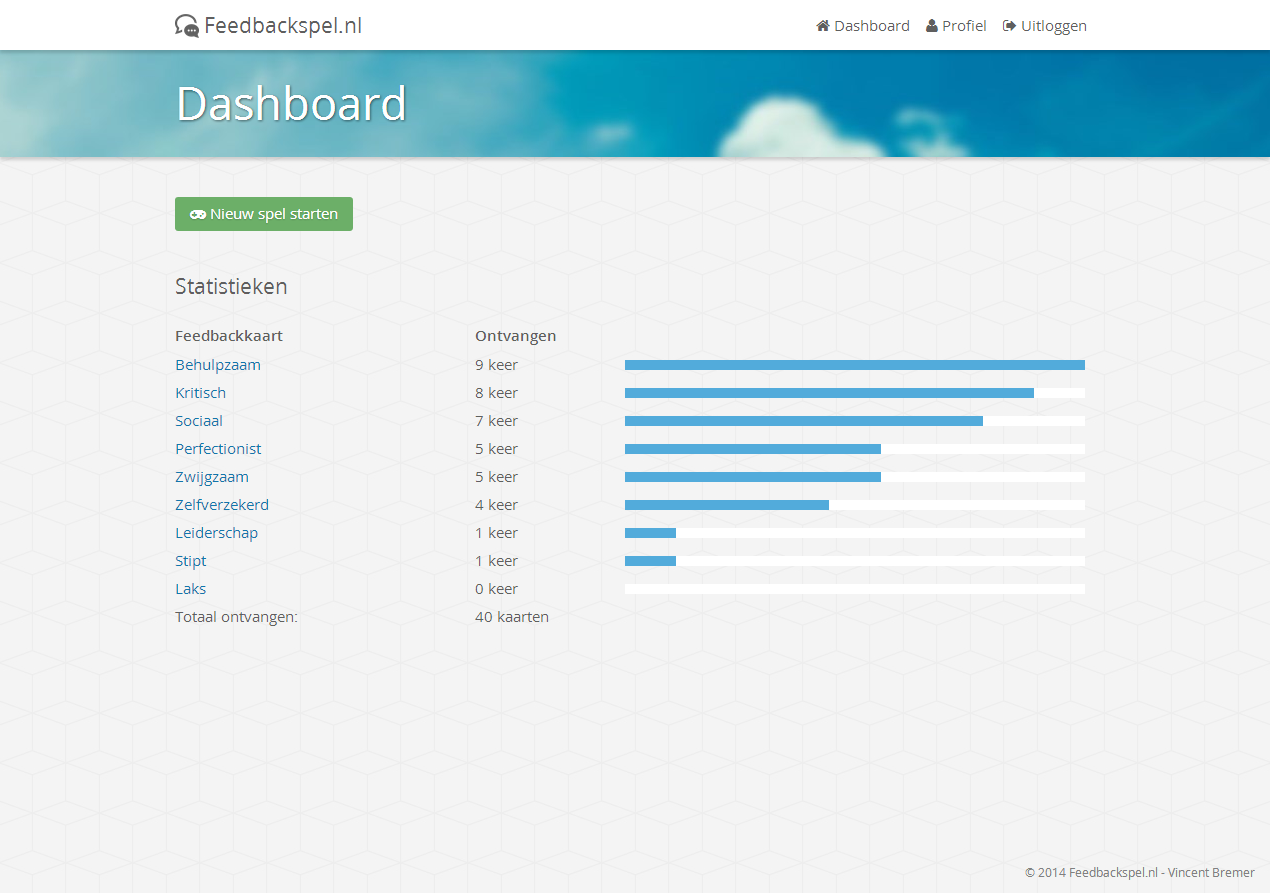 Feedbackspel.nl
Dashboard Profiel Uitloggen
Dashboard
Nieuw spel starten
Statistieken
Feedbackkaart Ontvangen
Behulpzaam 9 keer
Kritisch 8 keer
Sociaal 7 keer
Perfectionist 5 keer
Zwijgzaam 5 keer
Zelfverzekerd 4 keer
Leiderschap 1 keer
Stipt 1 keer
Laks 0 keer
Totaal ontvangen: 40 kaarten
© 2014 Feedbackspel.nl - Vincent Bremer